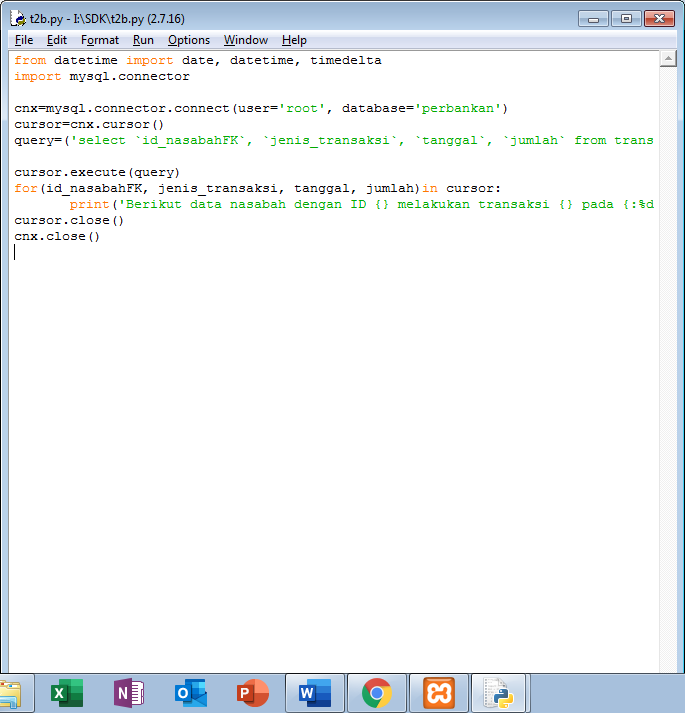 t2b.py - I:\SDK\t2b.py (2.7.16)
File Edit Format Run Options Window Help
from datetime import date, datetime, timedelta
import mysql.connector
cnx=mysql.connector.connect(user='root', database='perbankan')
cursor=cnx.cursor()
query=('select `id_nasabahFK`, `jenis_transaksi`, `tanggal`, `jumlah` from trans
cursor.execute(query)
for(id_nasabahFK, jenis_transaksi, tanggal, jumlah)in cursor:
        print('Berikut data nasabah dengan ID {} melakukan transaksi {} pada {:%d
cursor.close()
cnx.close()